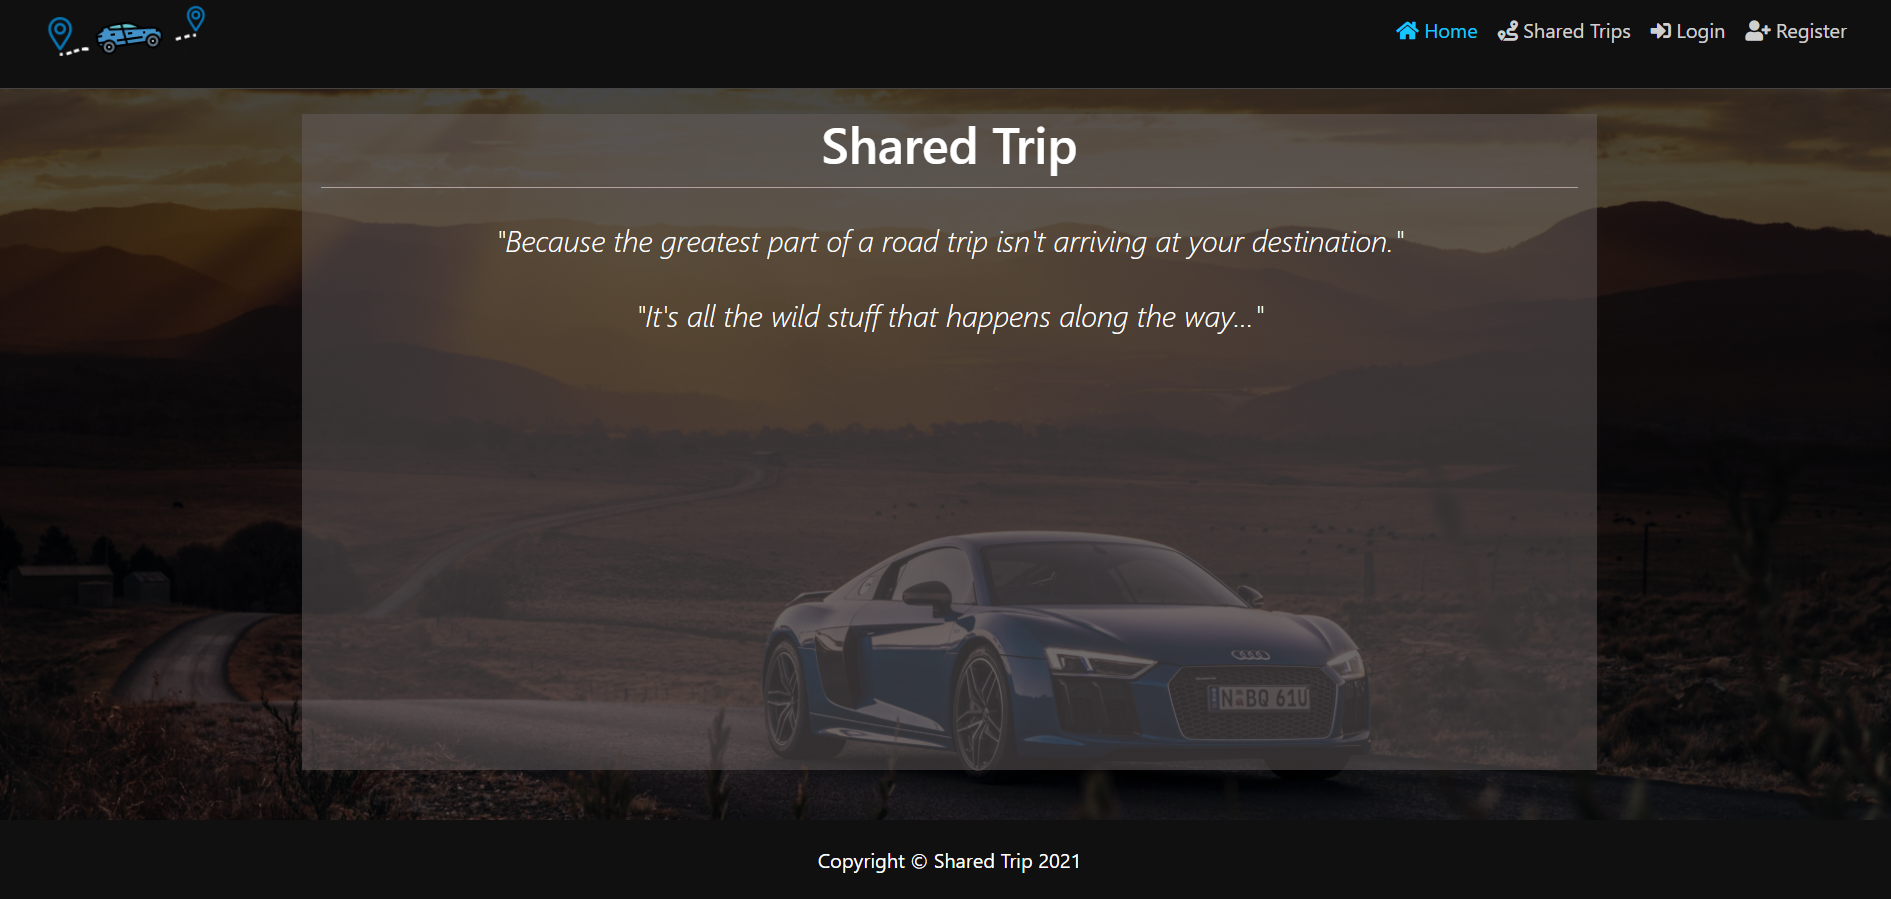 Home Shared Trips Login Register
Shared Trip
"Because the greatest part of a road trip isn't arriving at your destination."
"It's all the wild stuff that happens along the way..."
N BQ 61U
Copyright © Shared Trip 2021